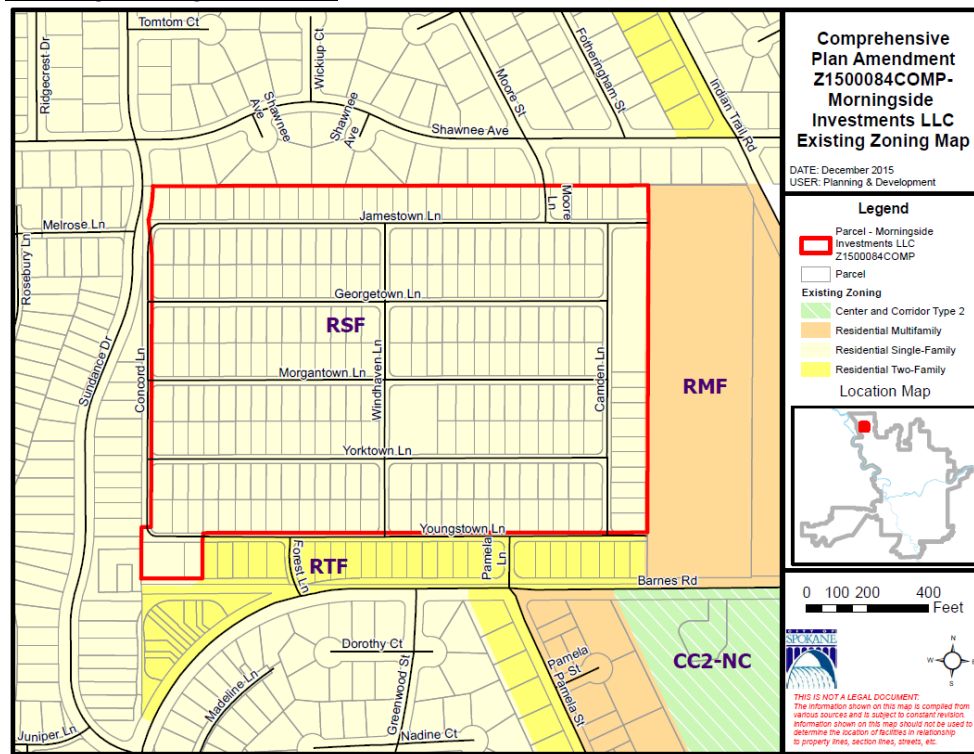 Tomtom Ct
Ridgecrest Dr
Wickiup Ct
Shawnee
Ave
Shawnee
Ave
Shawnee Ave
Moore St
Fotheringham St
Indian Trail Rd
Melrose Ln
Rosebury Ln
Sundance Dr
Concord Ln
Jamestown Ln
Moore
Ln
Georgetown Ln
RSF
Morgantown Ln
Windhaven Ln
Camden Ln
RMF
Yorktown Ln
Youngstown Ln
Forest Ln
RTF
Pamela
Ln
Barnes Rd
Dorothy Ct
Madeline Ln
Greenwood St
Pamela
St
Pamela St
CC2-NC
Juniper Ln
Nadine Ct
Comprehensive
Plan Amendment
Z1500084COMP-
Morningside
Investments LLC
Existing Zoning Map
DATE: December 2015
USER: Planning & Development
Legend
Parcel - Morningside
Investments LLC
Z1500084COMP
Parcel
Existing Zoning
Center and Corridor Type 2
Residential Multifamily
Residential Single-Family
Residential Two-Family
Location Map
0 100 200 400
Feet
CITY OF
SPOKANE
N
W
E
S
THIS IS NOT A LEGAL DOCUMENT:
The information shown on this map is compiled from
various sources and is subject to constant revision.
Information shown on this map should not be used to
determine the location of facilities in relationship
to property lines, section lines, streets, etc.